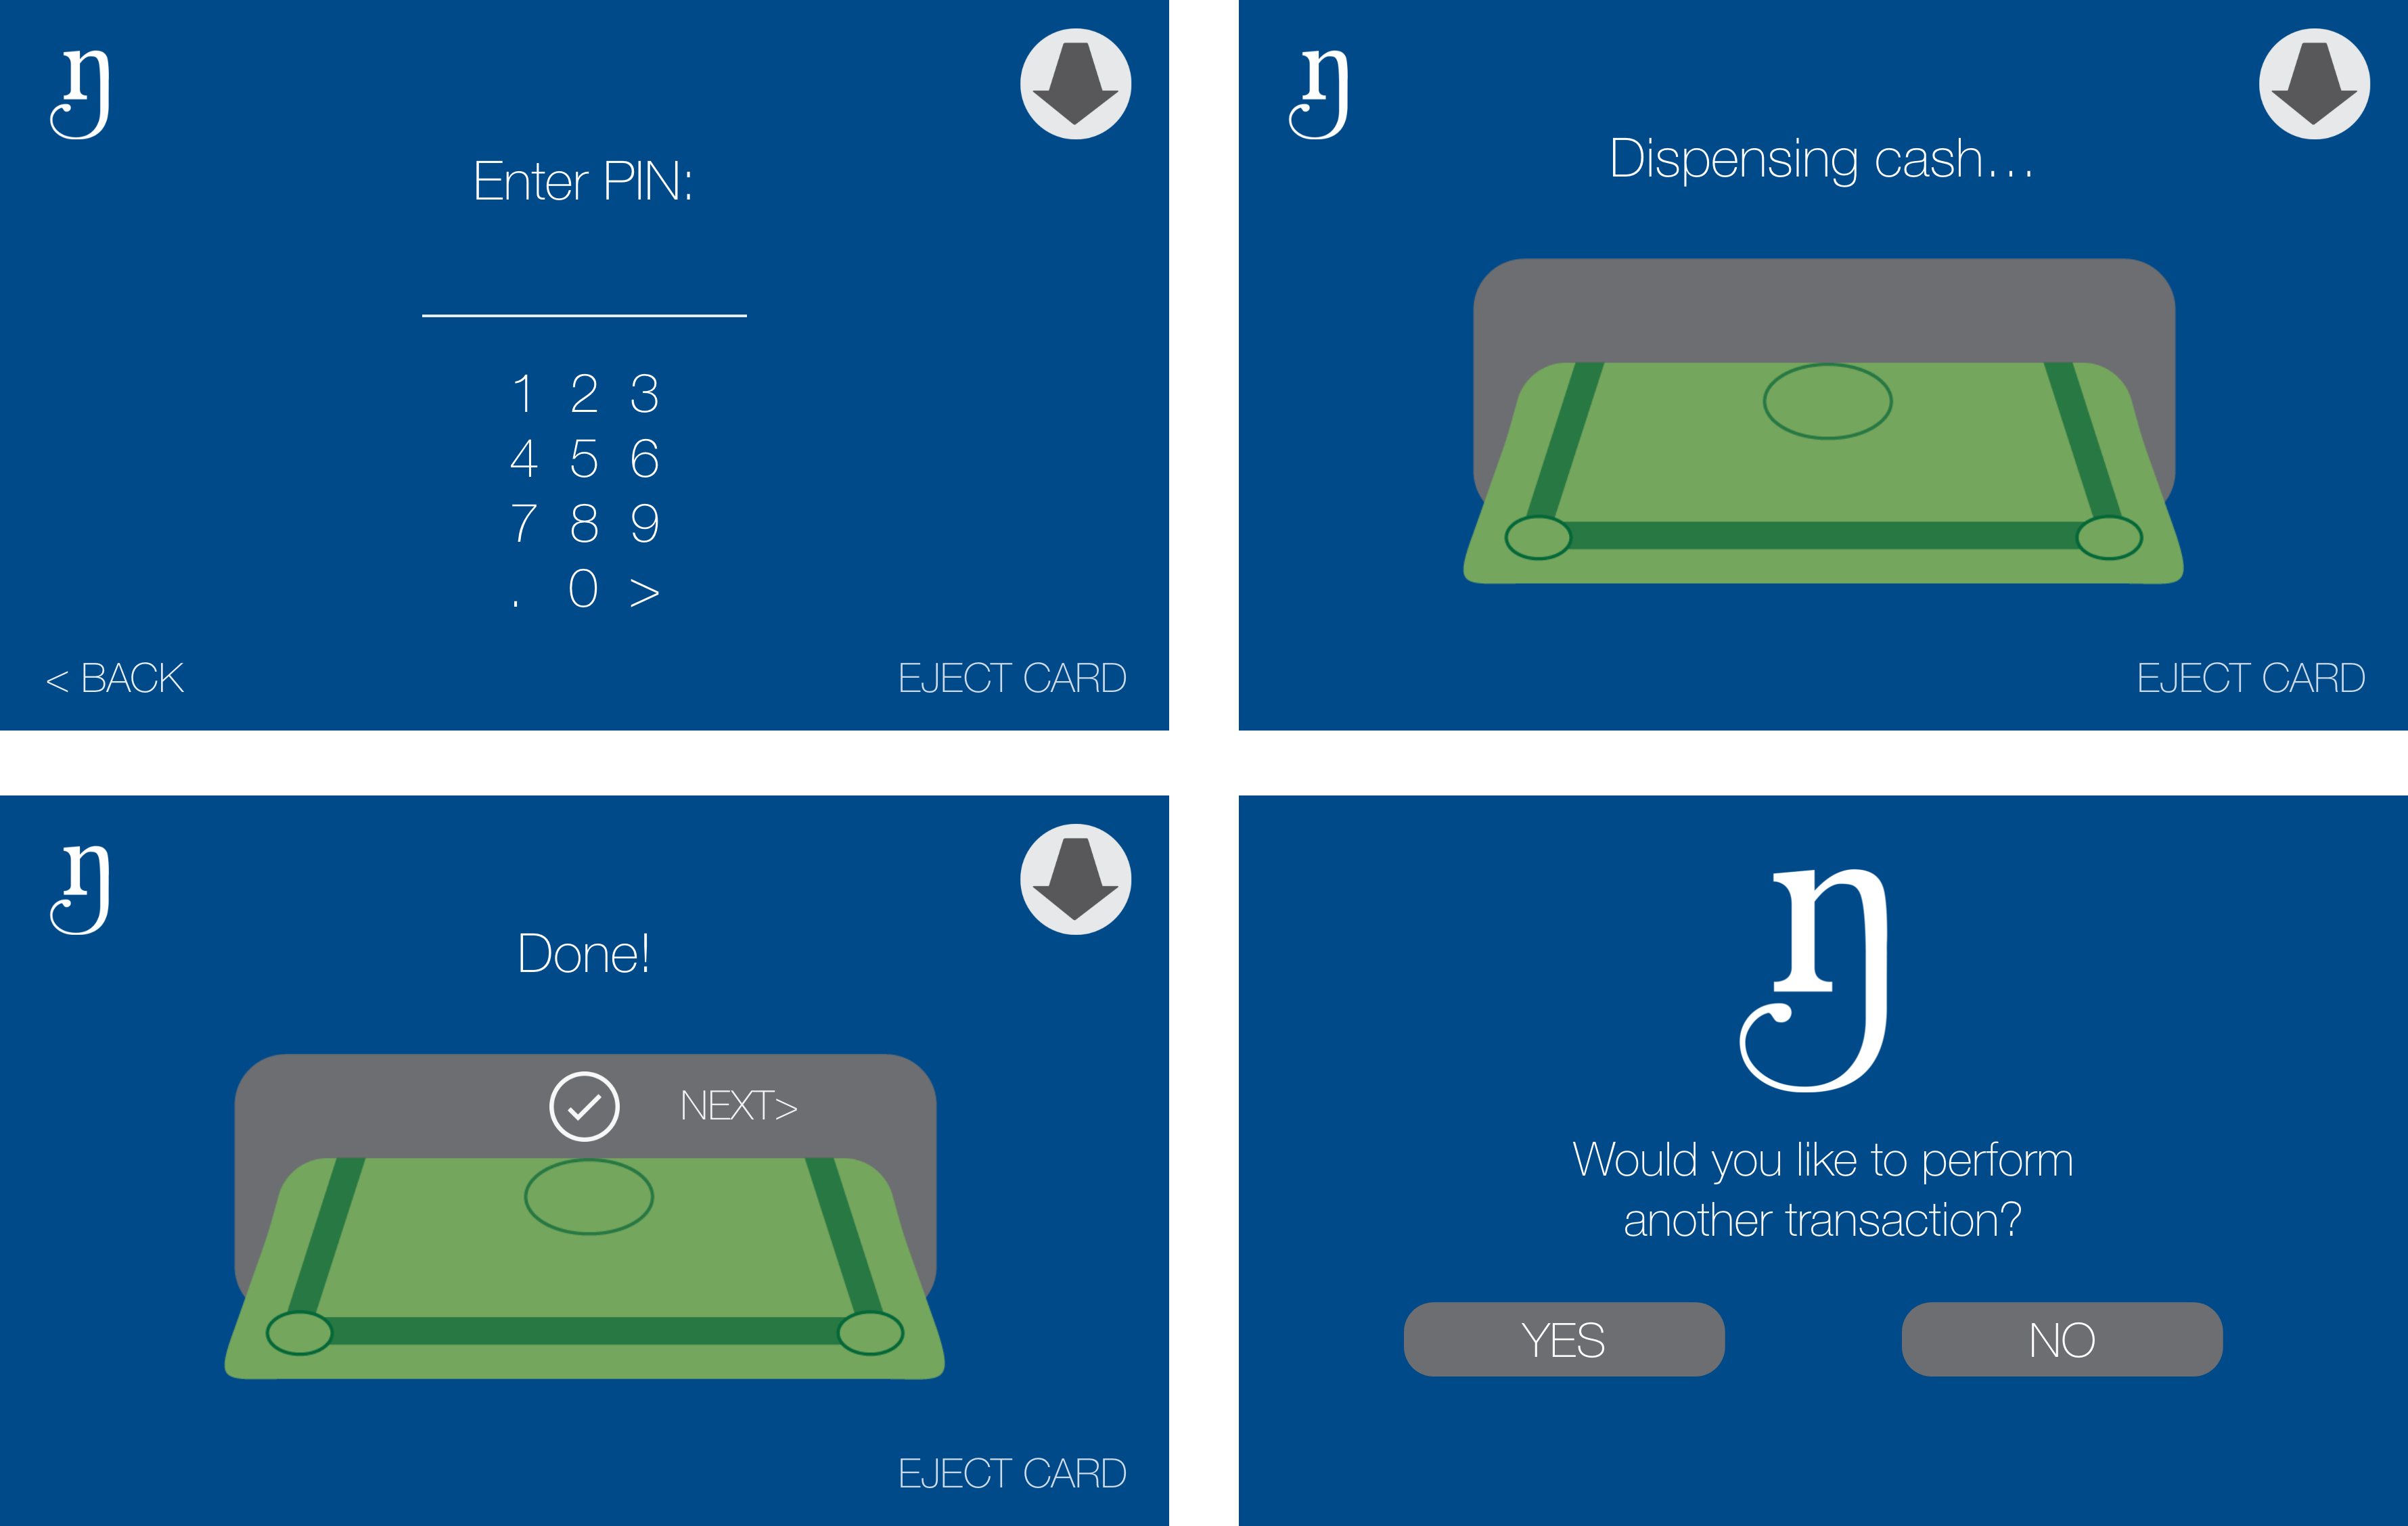 ŋ
Enter PIN:
1 2 3
4 5 6
7 8 9
. 0 >
< BACK
EJECT CARD
ŋ
Dispensing cash...
EJECT CARD
ŋ
Done!
NEXT>
EJECT CARD
ŋ
Would you like to perform
another transaction?
YES
NO